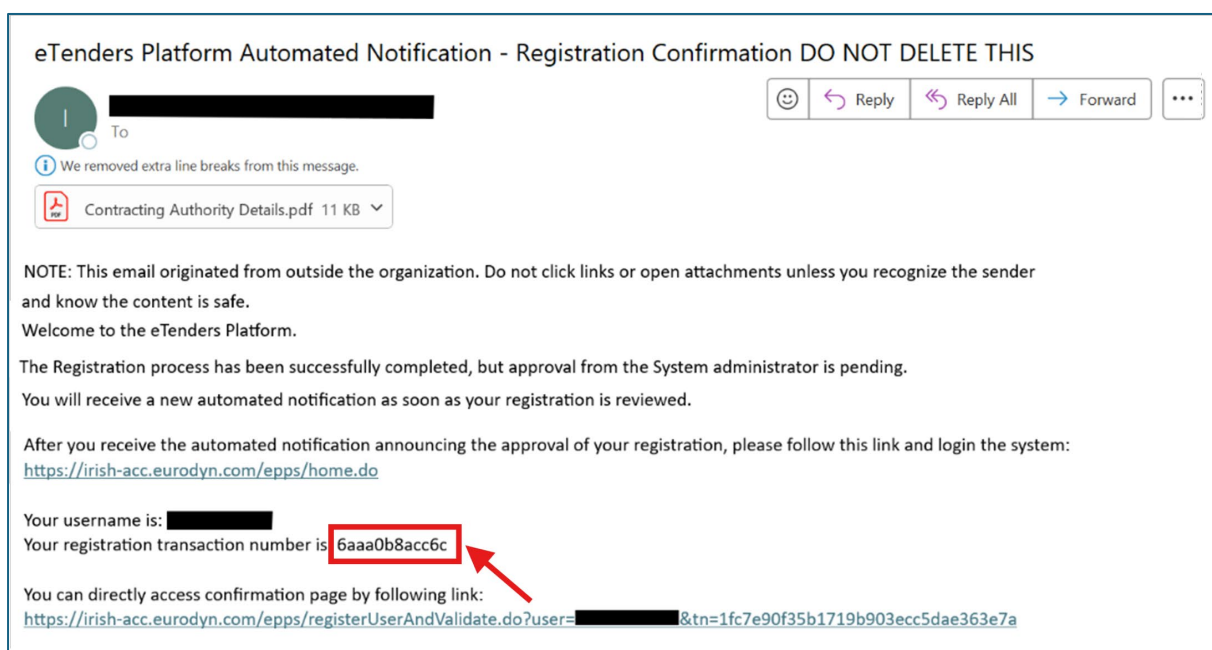 eTenders Platform Automated Notification - Registration Confirmation DO NOT DELETE THIS
I
To
Reply
Reply All
Forward
We removed extra line breaks from this message.
PDF
Contracting Authority Details.pdf 11 KB
NOTE: This email originated from outside the organization. Do not click links or open attachments unless you recognize the sender
and know the content is safe.
Welcome to the eTenders Platform.
The Registration process has been successfully completed, but approval from the System administrator is pending.
You will receive a new automated notification as soon as your registration is reviewed.
After you receive the automated notification announcing the approval of your registration, please follow this link and login the system:
https://irish-acc.eurodyn.com/epps/home.do
Your username is:
Your registration transaction number is 6aaa0b8acc6c
You can directly access confirmation page by following link:
https://irish-acc.eurodyn.com/epps/registerUserAndValidate.do?user= &tn=1fc7e90f35b1719b903ecc5dae363e7a